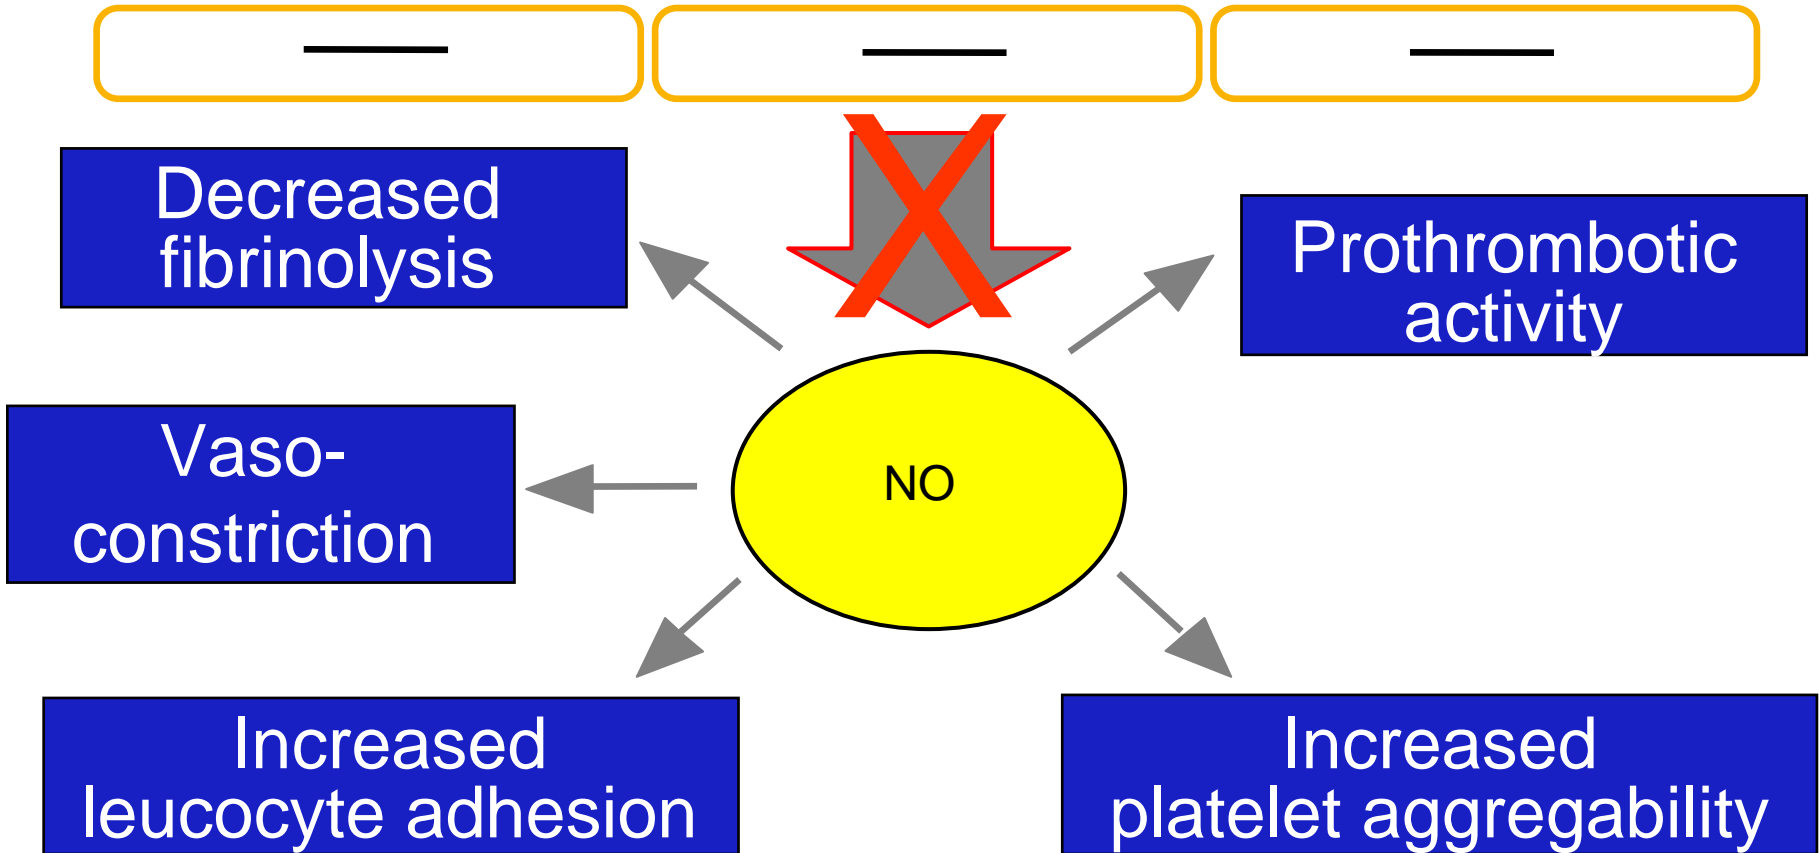 Decreased
fibrinolysis
Prothrombotic
activity
Vaso-
constriction
NO
Increased
leucocyte adhesion
Increased
platelet aggregability